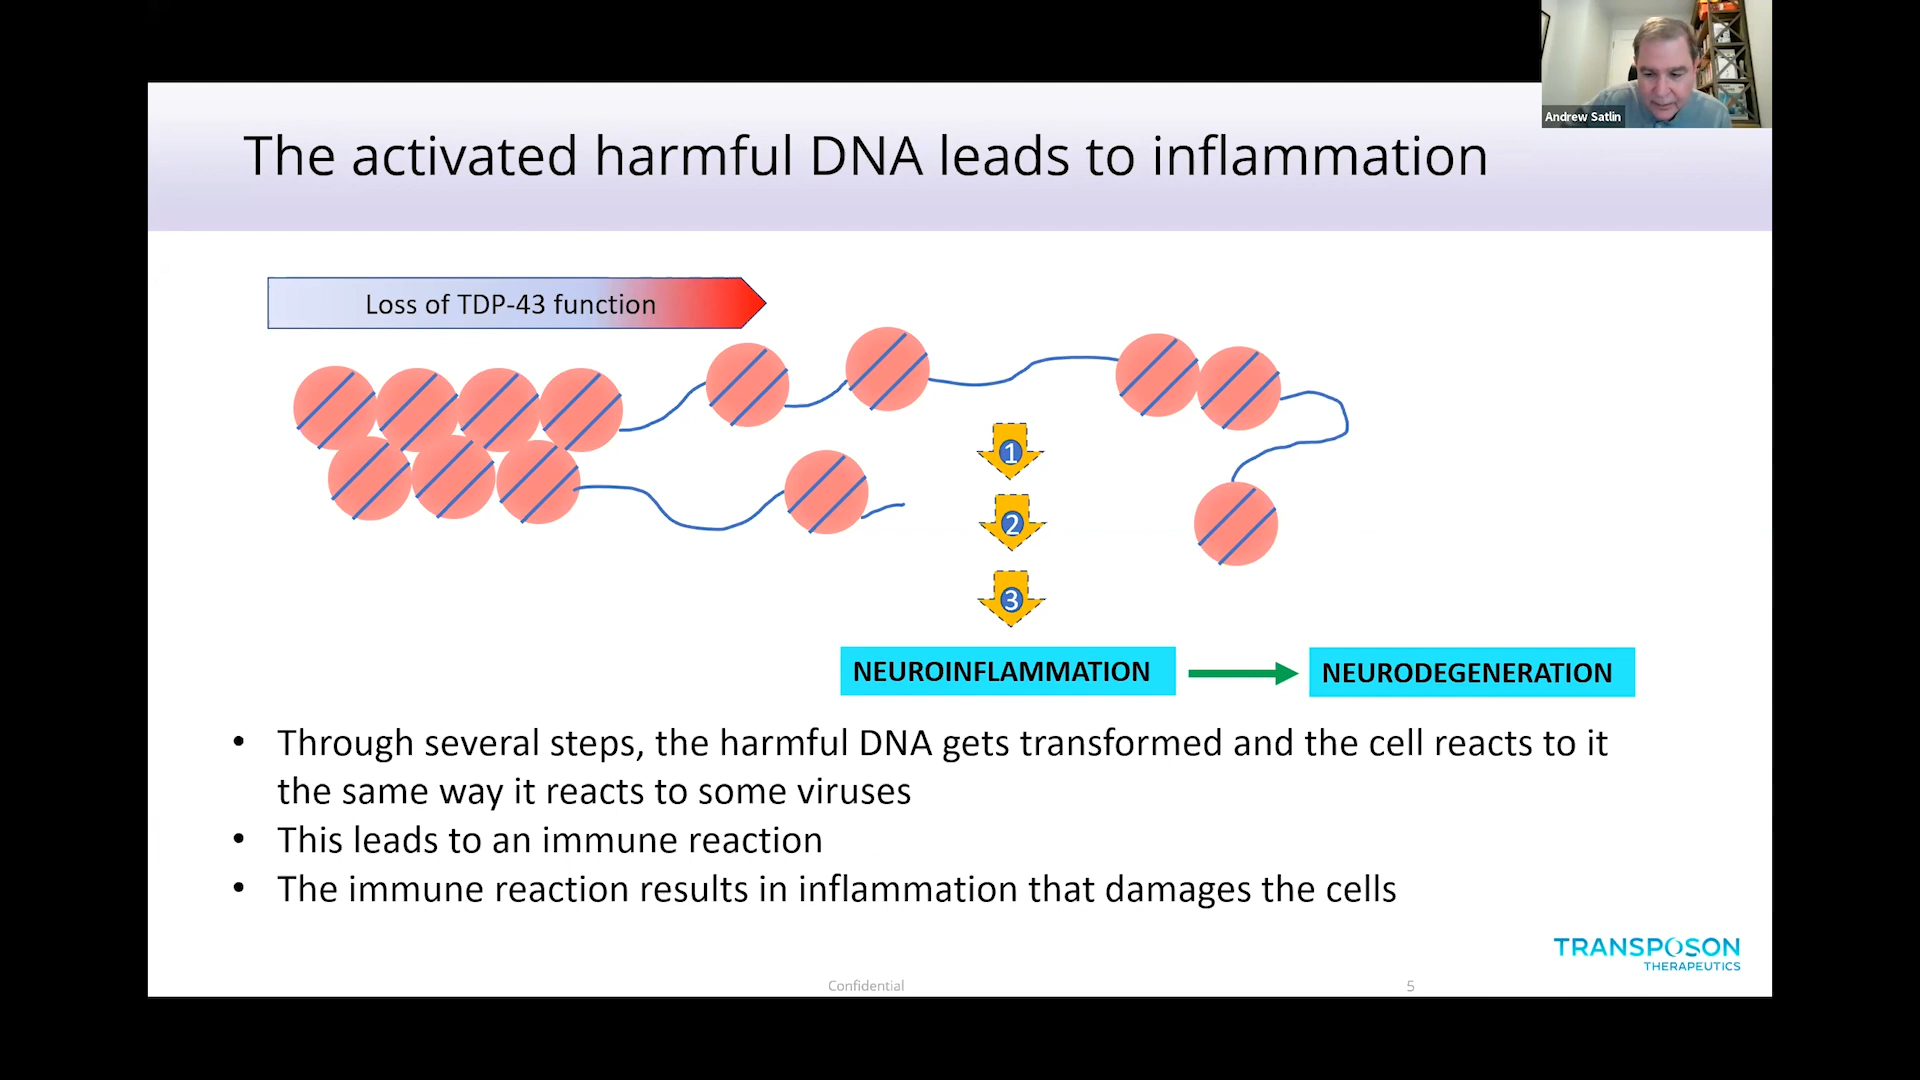 Andrew Satlin
The activated harmful DNA leads to inflammation
Loss of TDP-43 function
1
2
3
NEUROINFLAMMATION
NEURODEGENERATION
• Through several steps, the harmful DNA gets transformed and the cell reacts to it
the same way it reacts to some viruses
• This leads to an immune reaction
• The immune reaction results in inflammation that damages the cells
TRANSPOSON
THERAPEUTICS
Confidential
5